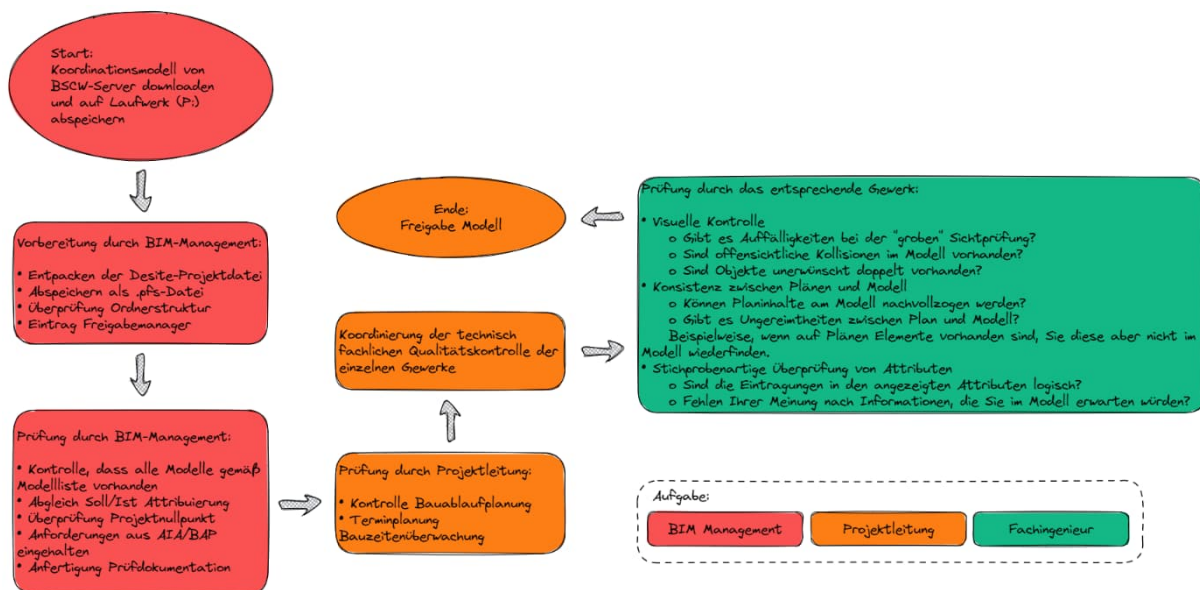 Start:
Koordinationsmodell von
BSCW-Server downloaden
und auf Laufwerk (P:)
abspeichern
Vorbereitung durch BIM-Management:
• Entpacken der Desite-Projektdatei
• Abspeichern als .pfs-Datei
• Überprüfung Ordnerstruktur
• Eintrag Freigabemanager
Prüfung durch BIM-Management:
• Kontrolle, dass alle Modelle gemäß
Modellliste vorhanden
• Abgleich Soll/Ist Attribuierung
• Überprüfung Projektnullpunkt
• Anforderungen aus AIA/BAP
eingehalten
• Anfertigung Prüfdokumentation
Prüfung durch Projektleitung:
• Kontrolle Bauablaufplanung
• Terminplanung
Bauzeitenüberwachung
Koordinierung der technisch
fachlichen Qualitätskontrolle der
einzelnen Gewerke
Prüfung durch das entsprechende Gewerk:
• Visuelle Kontrolle
o Gibt es Auffälligkeiten bei der "groben" Sichtprüfung?
o Sind offensichtliche Kollisionen im Modell vorhanden?
o Sind Objekte unerwünscht doppelt vorhanden?
• Konsistenz zwischen Plänen und Modell
o Können Planinhalte am Modell nachvollzogen werden?
o Gibt es Ungereimtheiten zwischen Plan und Modell?
Beispielweise, wenn auf Plänen Elemente vorhanden sind, Sie diese aber nicht im
Modell wiederfinden.
• Stichprobenartige Überprüfung von Attributen
o Sind die Eintragungen in den angezeigten Attributen logisch?
o Fehlen Ihrer Meinung nach Informationen, die Sie im Modell erwarten würden?
Ende:
Freigabe Modell
Aufgabe:
BIM Management
Projektleitung
Fachingenieur